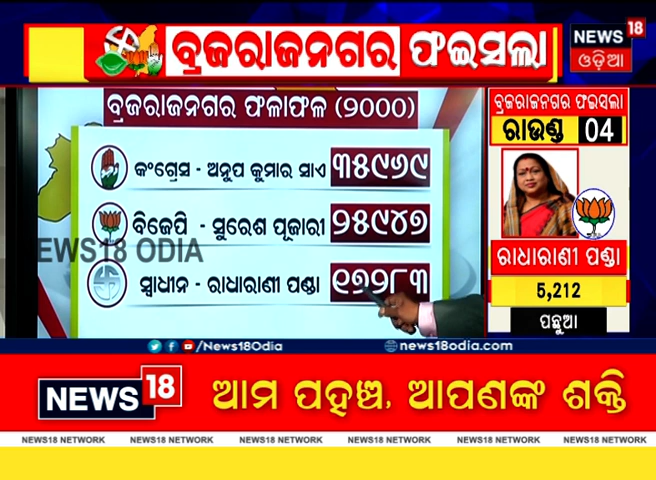 ବ୍ରଜରାଜନଗର ଫଇସଲା
NEWS 18
ଓଡ଼ିଆ
ବ୍ରଜରାଜନଗର ଫଳାଫଳ (୨୦୦୦)
କଂଗ୍ରେସ - ଅନୁପ କୁମାର ସାଏ ୩୫୯୬୯
ବିଜେପି - ସୁରେଶ ପୂଜାରୀ ୨୫୯୪୭
ସ୍ୱାଧୀନ - ରାଧାରାଣୀ ପଣ୍ଡା ୧୭୨୮୩
EWS18 ODIA
ବ୍ରଜରାଜନଗର ଫଇସଲା
ରାଉଣ୍ଡ 04
ରାଧାରାଣୀ ପଣ୍ଡା
5,212
ପଛୁଆ
/News18Odia
news18odia.com
NEWS 18
ଆମ ପହଞ୍ଚ, ଆପଣଙ୍କ ଶକ୍ତି
NEWS18 NETWORK NEWS18 NETWORK NEWS18 NETWORK NEWS18 NETWORK NEWS18 NETWORK NEWS18 NETWORK